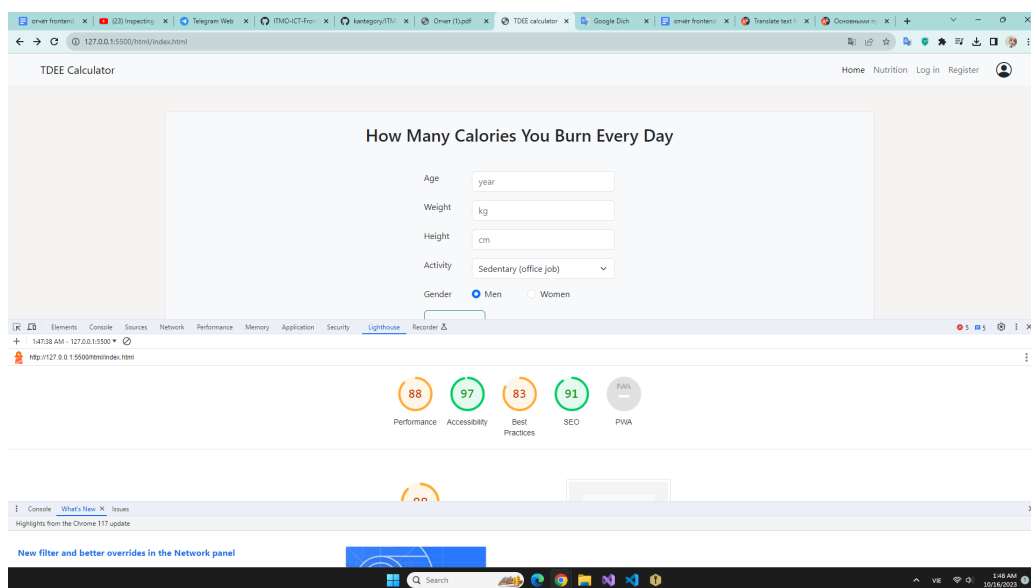 отчёт frontend
(23) Inspecting
Telegram Web
ITMO-ICT-Fron
kantegory/ITM
Отчет (1).pdf
TDEE calculator
Google Dich
отчёт frontend
Translate text f
Основными п
127.0.0.1:5500/html/index.html
TDEE Calculator
Home Nutrition Log in Register
How Many Calories You Burn Every Day
Age year
Weight kg
Height cm
Activity Sedentary (office job)
Gender Men Women
Elements Console Sources Network Performance Memory Application Security Lighthouse Recorder 5 5
1:47:38 AM - 127.0.0.1:5500
http://127.0.0.1:5500/html/index.html
88 97 83 91 PWA
Performance Accessibility Best Practices SEO PWA
88
Console What's New Issues
Highlights from the Chrome 117 update
New filter and better overrides in the Network panel
Search
VIE
1:48 AM
10/16/2023